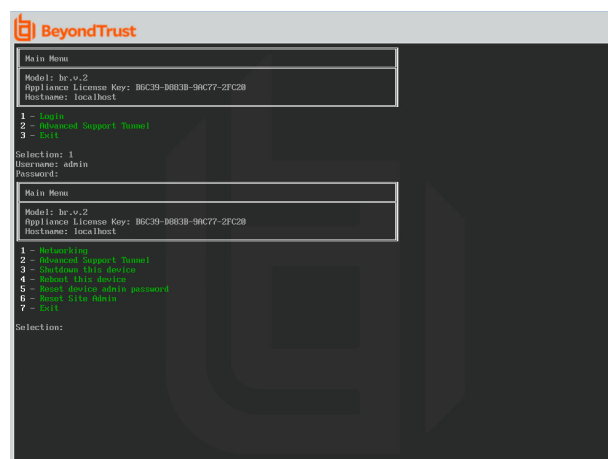 BeyondTrust
Main Menu
Model: br.v.2
Appliance License Key: B6C39-D883B-9AC77-2FC20
Hostname: localhost
1 - Login
2 - Advanced Support Tunnel
3 - Exit
Selection: 1
Username: admin
Password:
Main Menu
Model: br.v.2
Appliance License Key: B6C39-D883B-9AC77-2FC20
Hostname: localhost
1 - Networking
2 - Advanced Support Tunnel
3 - Shutdown this device
4 - Reboot this device
5 - Reset device admin password
6 - Reset Site Admin
7 - Exit
Selection: